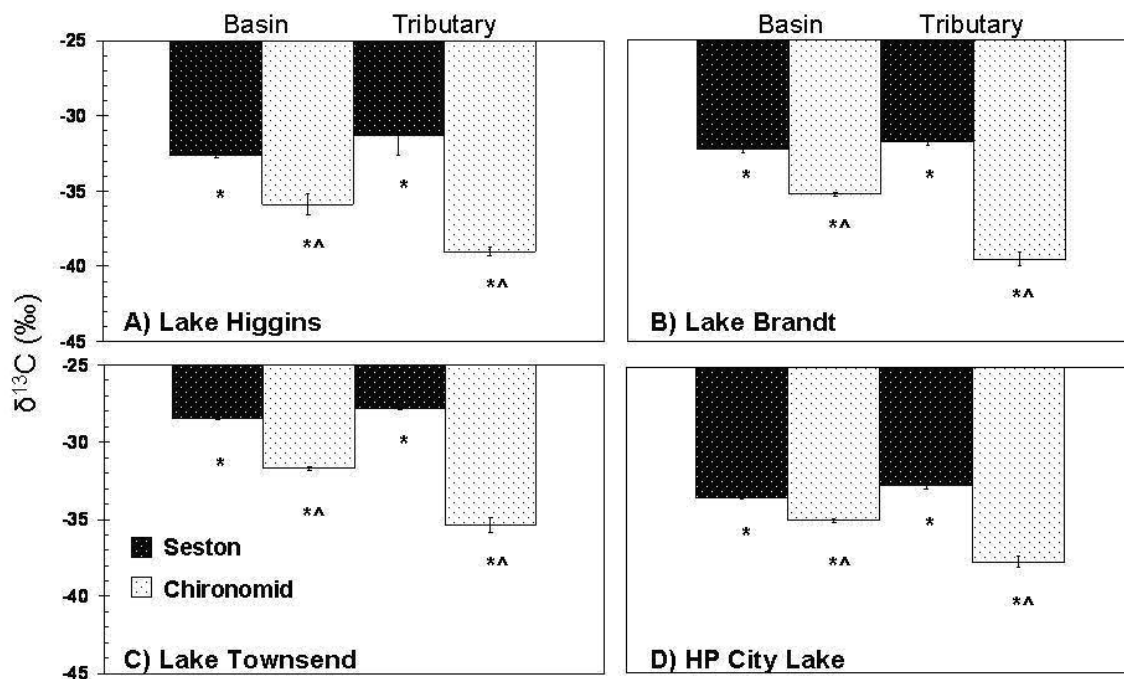 Basin Tributary Basin Tributary
-25
-30
-35
-40
-45
* *^ * *^
A) Lake Higgins
* *^ * *^
B) Lake Brandt
δ¹³C (‰)
-25
-30
-35
-40
-45
* *^ * *^
Seston
Chironomid
C) Lake Townsend
* *^ * *^
D) HP City Lake